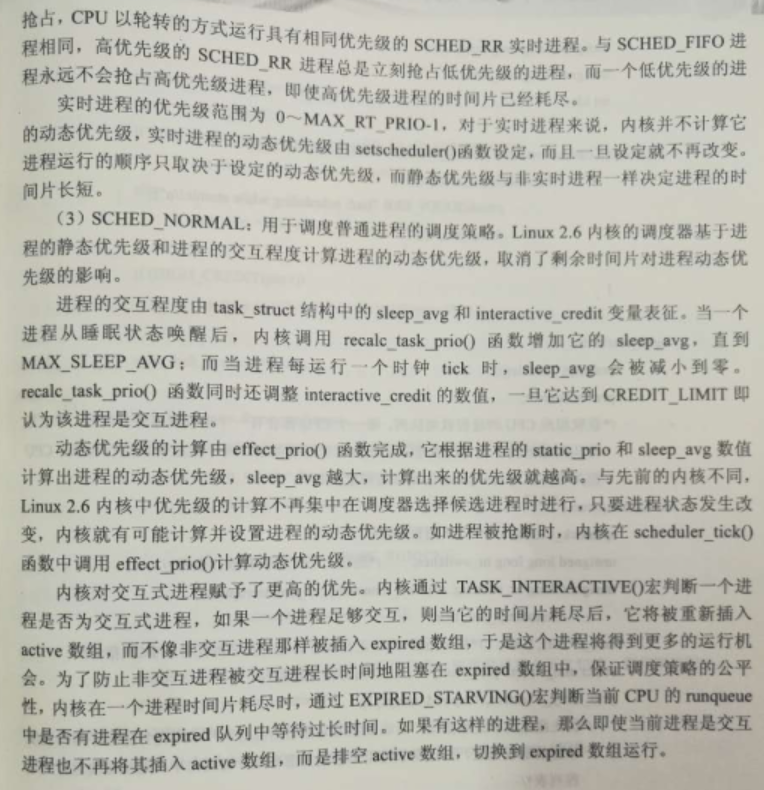 抢占，CPU 以轮转的方式运行具有相同优先级的 SCHED_RR 实时进程。与 SCHED_FIFO 进
程相同，高优先级的 SCHED_RR 进程总是立刻抢占低优先级的进程，而一个低优先级的进
程永远不会抢占高优先级进程，即使高优先级进程的时间片已经耗尽。
实时进程的优先级范围为 0～MAX_RT_PRIO-1，对于实时进程来说，内核并不计算它
的动态优先级，实时进程的动态优先级由 setscheduler()函数设定，而且一旦设定就不再改变。
进程运行的顺序只取决于设定的动态优先级，而静态优先级与非实时进程一样决定进程的时
间片长短。
（3）SCHED_NORMAL：用于调度普通进程的调度策略。Linux 2.6 内核的调度器基于进
程的静态优先级和进程的交互程度计算进程的动态优先级，取消了剩余时间片对进程动态优
先级的影响。
进程的交互程度由 task_struct 结构中的 sleep_avg 和 interactive_credit 变量表征。当一个
进程从睡眠状态唤醒后，内核调用 recalc_task_prio() 函数增加它的 sleep_avg，直到
MAX_SLEEP_AVG；而当进程每运行一个时钟 tick 时，sleep_avg 会被减小到零。
recalc_task_prio() 函数同时还调整 interactive_credit 的数值，一旦它达到 CREDIT_LIMIT 即
认为该进程是交互进程。
动态优先级的计算由 effect_prio() 函数完成，它根据进程的 static_prio 和 sleep_avg 数值
计算出进程的动态优先级，sleep_avg 越大，计算出来的优先级就越高。与先前的内核不同，
Linux 2.6 内核中优先级的计算不再集中在调度器选择候选进程时进行，只要进程状态发生改
变，内核就有可能计算并设置进程的动态优先级。如进程被抢断时，内核在 scheduler_tick()
函数中调用 effect_prio()计算动态优先级。
内核对交互式进程赋予了更高的优先。内核通过 TASK_INTERACTIVE()宏判断一个进
程是否为交互式进程，如果一个进程足够交互，则当它的时间片耗尽后，它将被重新插入
active 数组，而不像非交互进程那样被插入 expired 数组，于是这个进程将得到更多的运行机
会。为了防止非交互进程被交互进程长时间地阻塞在 expired 数组中，保证调度策略的公平
性，内核在一个进程时间片耗尽时，通过 EXPIRED_STARVING()宏判断当前 CPU 的 runqueue
中是否有进程在 expired 队列中等待过长时间。如果有这样的进程，那么即使当前进程是交互
进程也不再将其插入 active 数组，而是排空 active 数组，切换到 expired 数组运行。